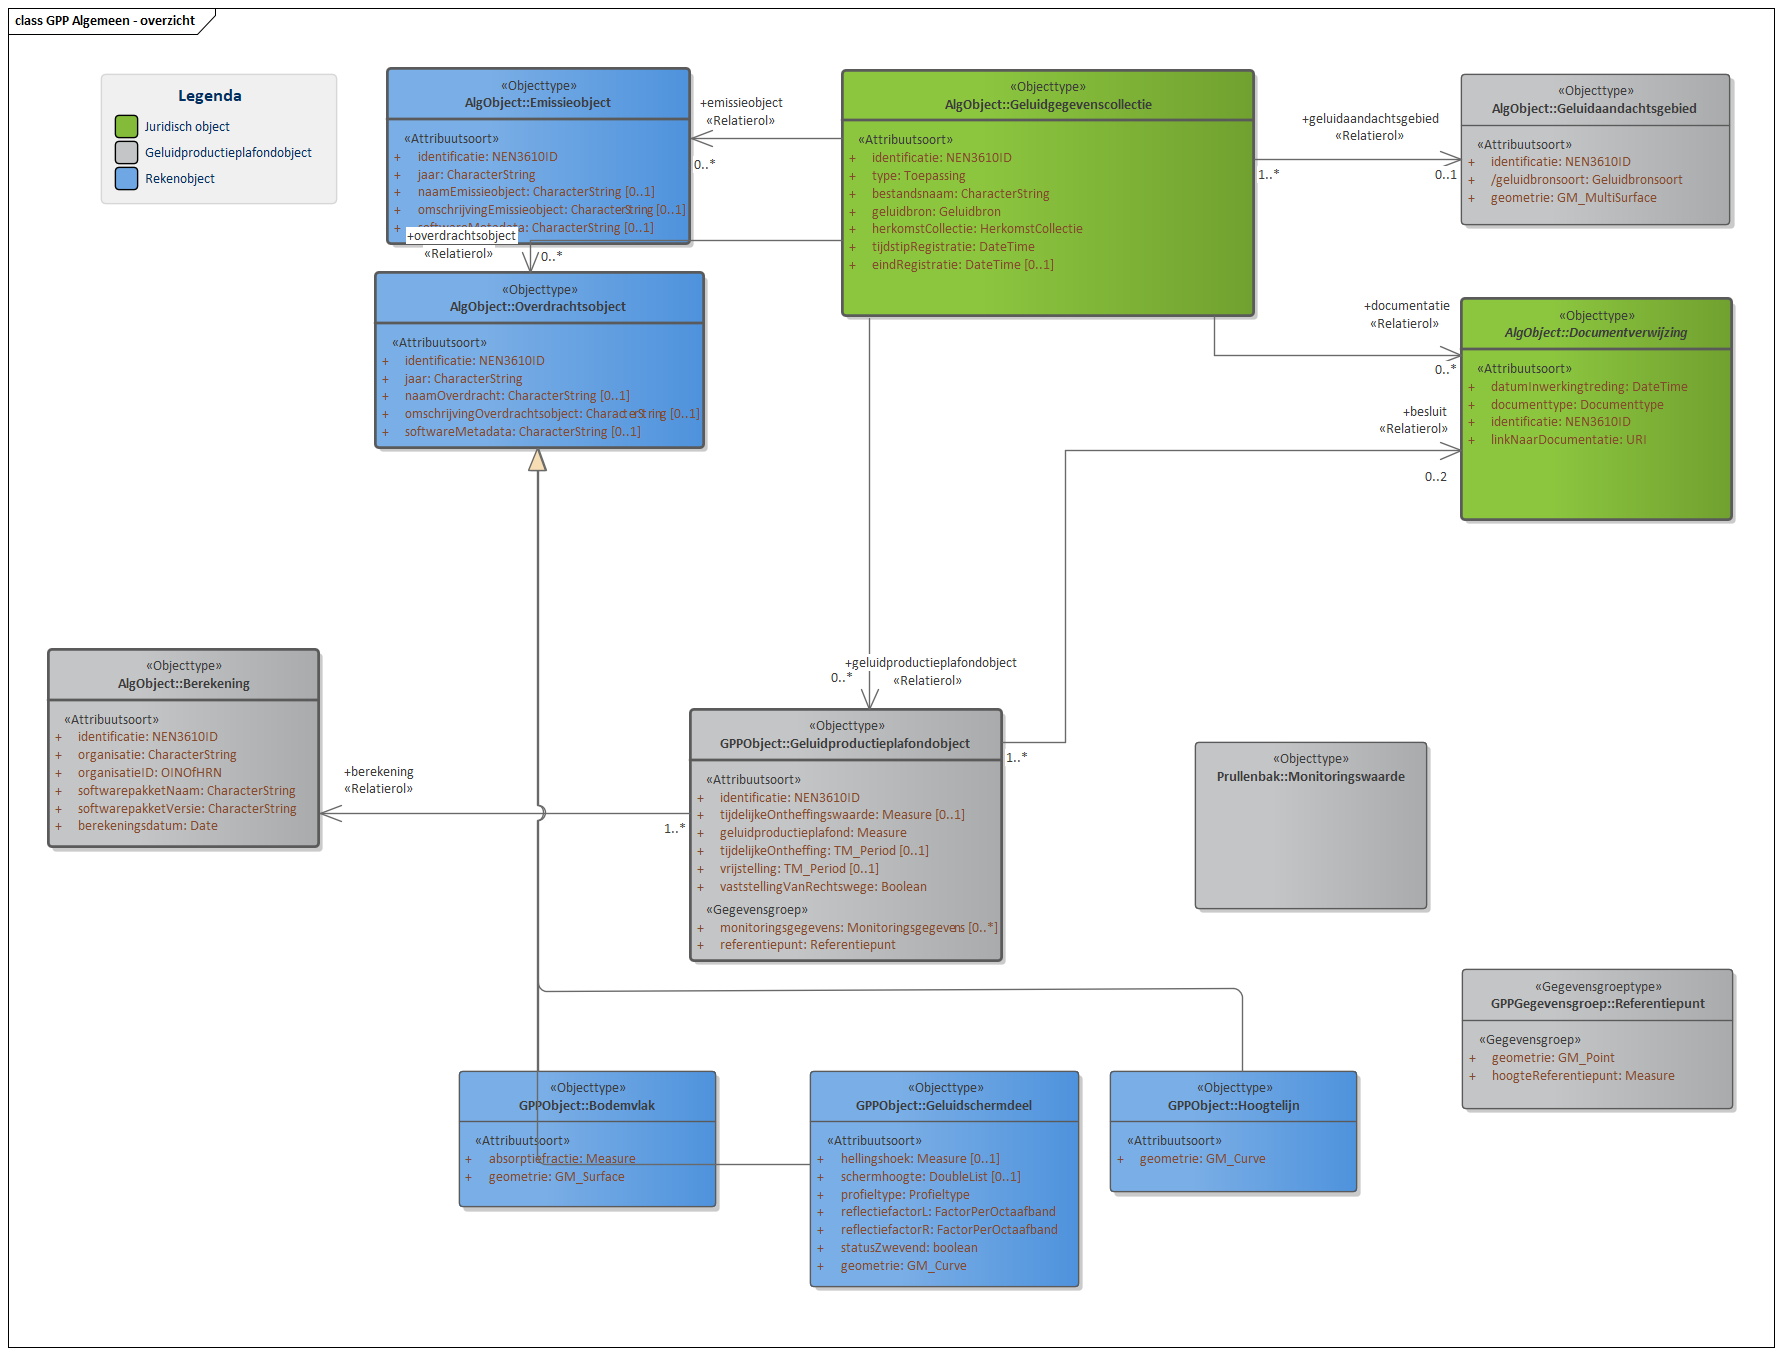 class GPP Algemeen - overzicht
Legenda
Juridisch object
Geluidproductieplafondobject
Rekenobject
«Objecttype»
AlgObject::Emissieobject
«Attribuutsoort»
+ identificatie: NEN3610ID
+ jaar: CharacterString
+ naamEmissieobject: CharacterString [0..1]
+ omschrijvingEmissieobject: CharacterString [0..1]
+ softwareMetadata: CharacterString [0..1]
+emissieobject
«Relatierol»
0..*
«Objecttype»
AlgObject::Geluidgegevenscollectie
«Attribuutsoort»
+ identificatie: NEN3610ID
+ type: Toepassing
+ bestandsnaam: CharacterString
+ geluidbron: Geluidbron
+ herkomstCollectie: HerkomstCollectie
+ tijdstipRegistratie: DateTime
+ eindRegistratie: DateTime [0..1]
+geluidaandachtsgebied
«Relatierol»
1..*
0..1
«Objecttype»
AlgObject::Geluidaandachtsgebied
«Attribuutsoort»
+ identificatie: NEN3610ID
+ /geluidbronsoort: Geluidbronsoort
+ geometrie: GM_MultiSurface
+overdrachtsobject
«Relatierol»
0..*
«Objecttype»
AlgObject::Overdrachtsobject
«Attribuutsoort»
+ identificatie: NEN3610ID
+ jaar: CharacterString
+ naamOverdracht: CharacterString [0..1]
+ omschrijvingOverdrachtsobject: CharacterString [0..1]
+ softwareMetadata: CharacterString [0..1]
+documentatie
«Relatierol»
0..*
«Objecttype»
AlgObject::Documentverwijzing
«Attribuutsoort»
+ datumInwerkingtreding: DateTime
+ documenttype: Documenttype
+ identificatie: NEN3610ID
+ linkNaarDocumentatie: URI
+besluit
«Relatierol»
0..2
«Objecttype»
AlgObject::Berekening
«Attribuutsoort»
+ identificatie: NEN3610ID
+ organisatie: CharacterString
+ organisatieID: OINOfHRN
+ softwarepakketNaam: CharacterString
+ softwarepakketVersie: CharacterString
+ berekeningsdatum: Date
+berekening
«Relatierol»
1..*
+geluidproductieplafondobject
0..*
«Relatierol»
«Objecttype»
GPPObject::Geluidproductieplafondobject
«Attribuutsoort»
+ identificatie: NEN3610ID
+ tijdelijkeOntheffingswaarde: Measure [0..1]
+ geluidproductieplafond: Measure
+ tijdelijkeOntheffing: TM_Period [0..1]
+ vrijstelling: TM_Period [0..1]
+ vaststellingVanRechtswege: Boolean
«Gegevensgroep»
+ monitoringsgegevens: Monitoringsgegevens [0..*]
+ referentiepunt: Referentiepunt
1..*
«Objecttype»
Prullenbak::Monitoringswaarde
«Gegevensgroeptype»
GPPGegevensgroep::Referentiepunt
«Gegevensgroep»
+ geometrie: GM_Point
+ hoogteReferentiepunt: Measure
«Objecttype»
GPPObject::Bodemvlak
«Attribuutsoort»
+ absorptiefractie: Measure
+ geometrie: GM_Surface
«Objecttype»
GPPObject::Geluidschermdeel
«Attribuutsoort»
+ hellingshoek: Measure [0..1]
+ schermhoogte: DoubleList [0..1]
+ profieltype: Profieltype
+ reflectiefactorL: FactorPerOctaafband
+ reflectiefactorR: FactorPerOctaafband
+ statusZwevend: boolean
+ geometrie: GM_Curve
«Objecttype»
GPPObject::Hoogtelijn
«Attribuutsoort»
+ geometrie: GM_Curve